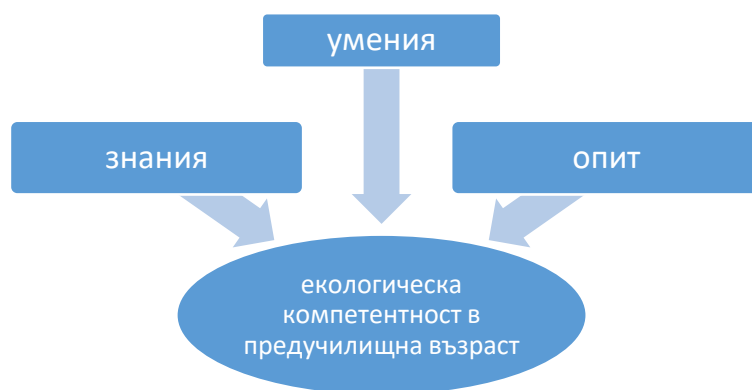 умения
знания
опит
екологическа
компетентност в
предучилищна възраст